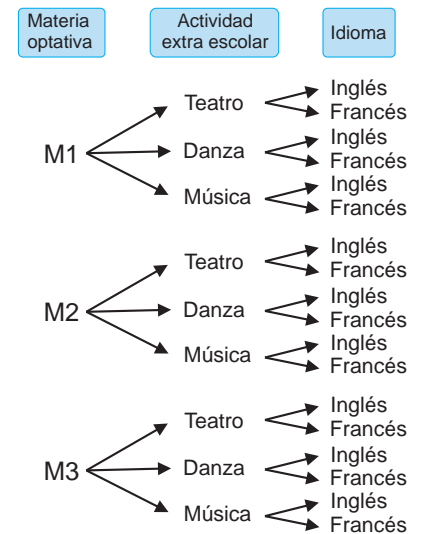 Materia
optativa
Actividad
extra escolar
Idioma
M1
Teatro
Inglés
Francés
Danza
Inglés
Francés
Música
Inglés
Francés
M2
Teatro
Inglés
Francés
Danza
Inglés
Francés
Música
Inglés
Francés
M3
Teatro
Inglés
Francés
Danza
Inglés
Francés
Música
Inglés
Francés